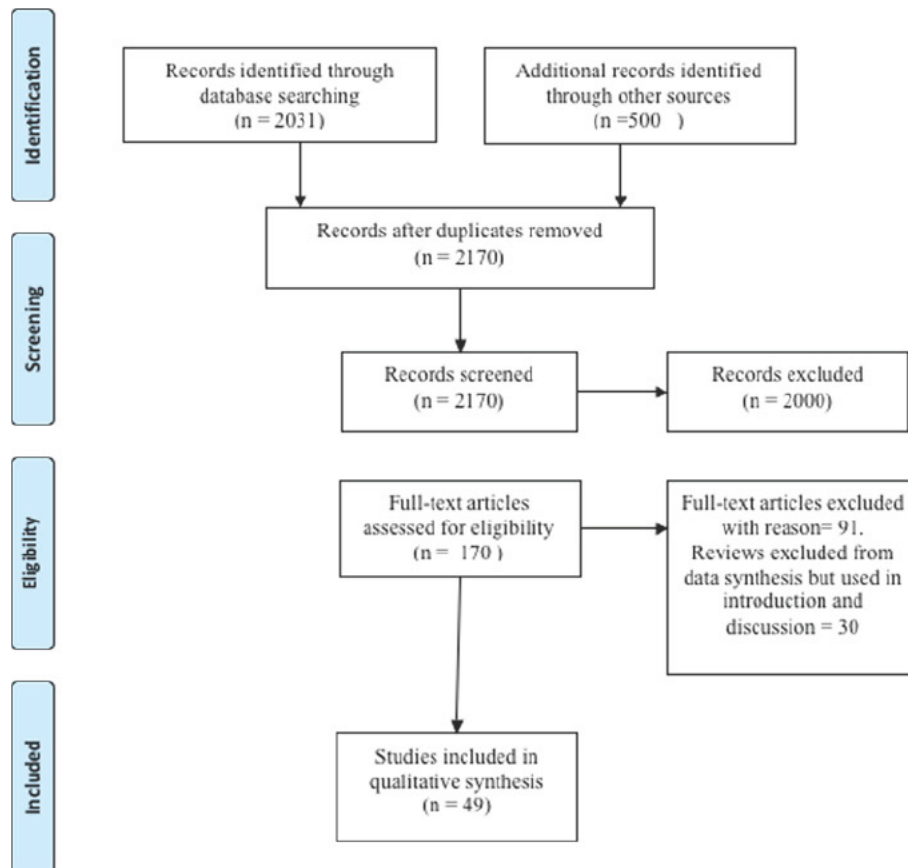 Identification
Records identified through
database searching
(n = 2031)
Additional records identified
through other sources
(n =500   )
Screening
Records after duplicates removed
(n = 2170)
Records screened
(n = 2170)
Records excluded
(n = 2000)
Eligibility
Full-text articles
assessed for eligibility
(n =  170 )
Full-text articles excluded
with reason= 91.
Reviews excluded from
data synthesis but used in
introduction and
discussion = 30
Included
Studies included in
qualitative synthesis
(n = 49)